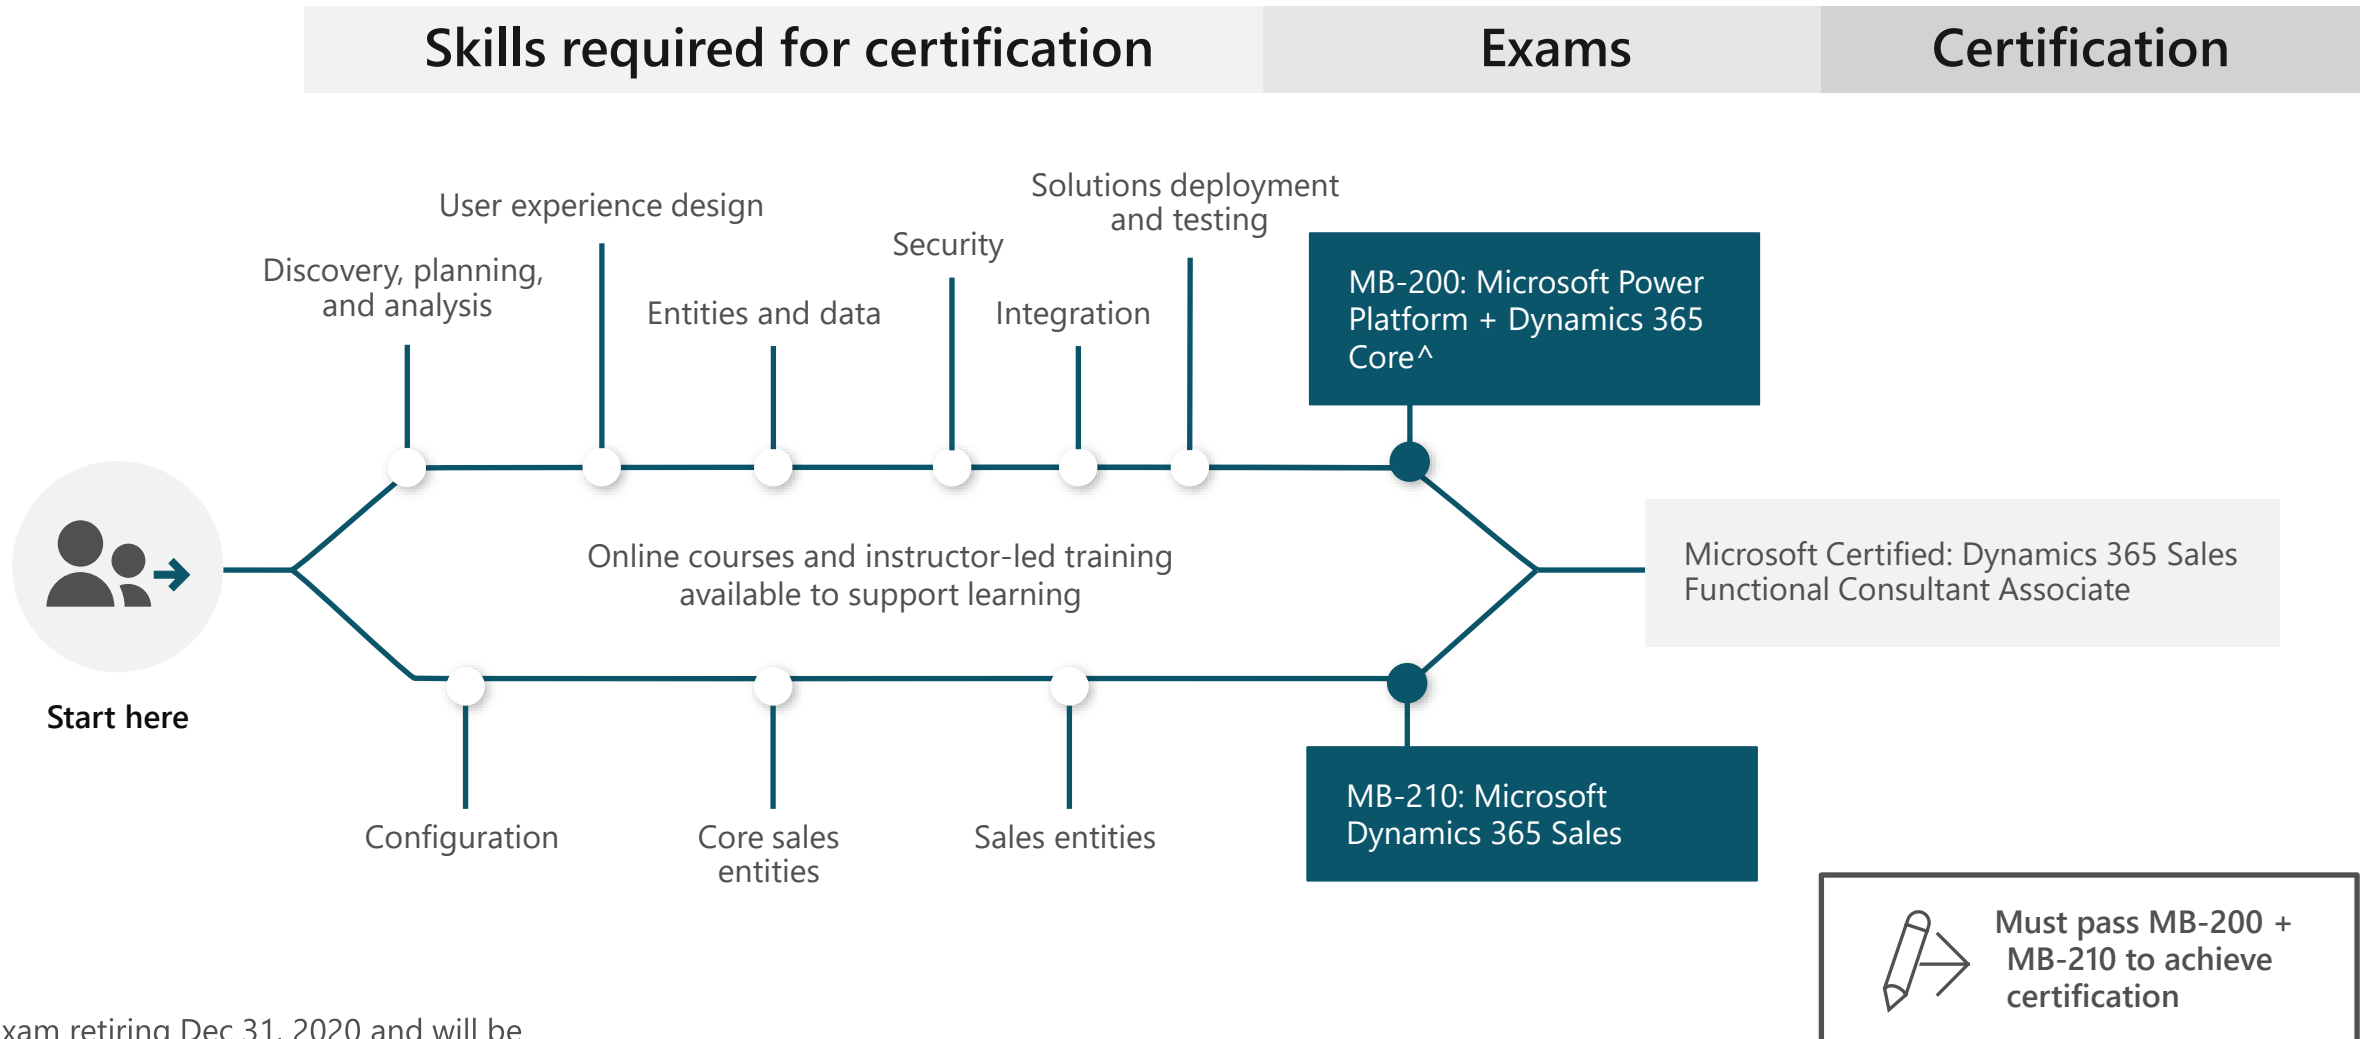 Skills required for certification
Exams
Certification
Solutions deployment
and testing
User experience design
Security
Discovery, planning,
and analysis
Entities and data
Integration
MB-200: Microsoft Power
Platform + Dynamics 365
Core^
Online courses and instructor-led training
available to support learning
Microsoft Certified: Dynamics 365 Sales
Functional Consultant Associate
Start here
Configuration
Core sales
entities
Sales entities
MB-210: Microsoft
Dynamics 365 Sales
Must pass MB-200 +
MB-210 to achieve
certification
xam retiring Dec 31, 2020 and will be